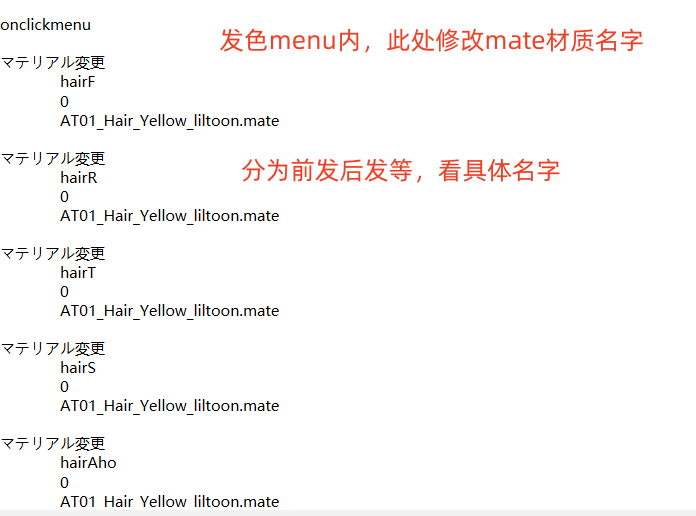 onclickmenu
发色menu内，此处修改mate材质名字
マテリアル変更
hairF
0
AT01_Hair_Yellow_liltoon.mate
マテリアル変更
分为前发后发等，看具体名字
hairR
0
AT01_Hair_Yellow_liltoon.mate
マテリアル変更
hairT
0
AT01_Hair_Yellow_liltoon.mate
マテリアル変更
hairS
0
AT01_Hair_Yellow_liltoon.mate
マテリアル変更
hairAho
0
AT01_Hair_Yellow_liltoon.mate